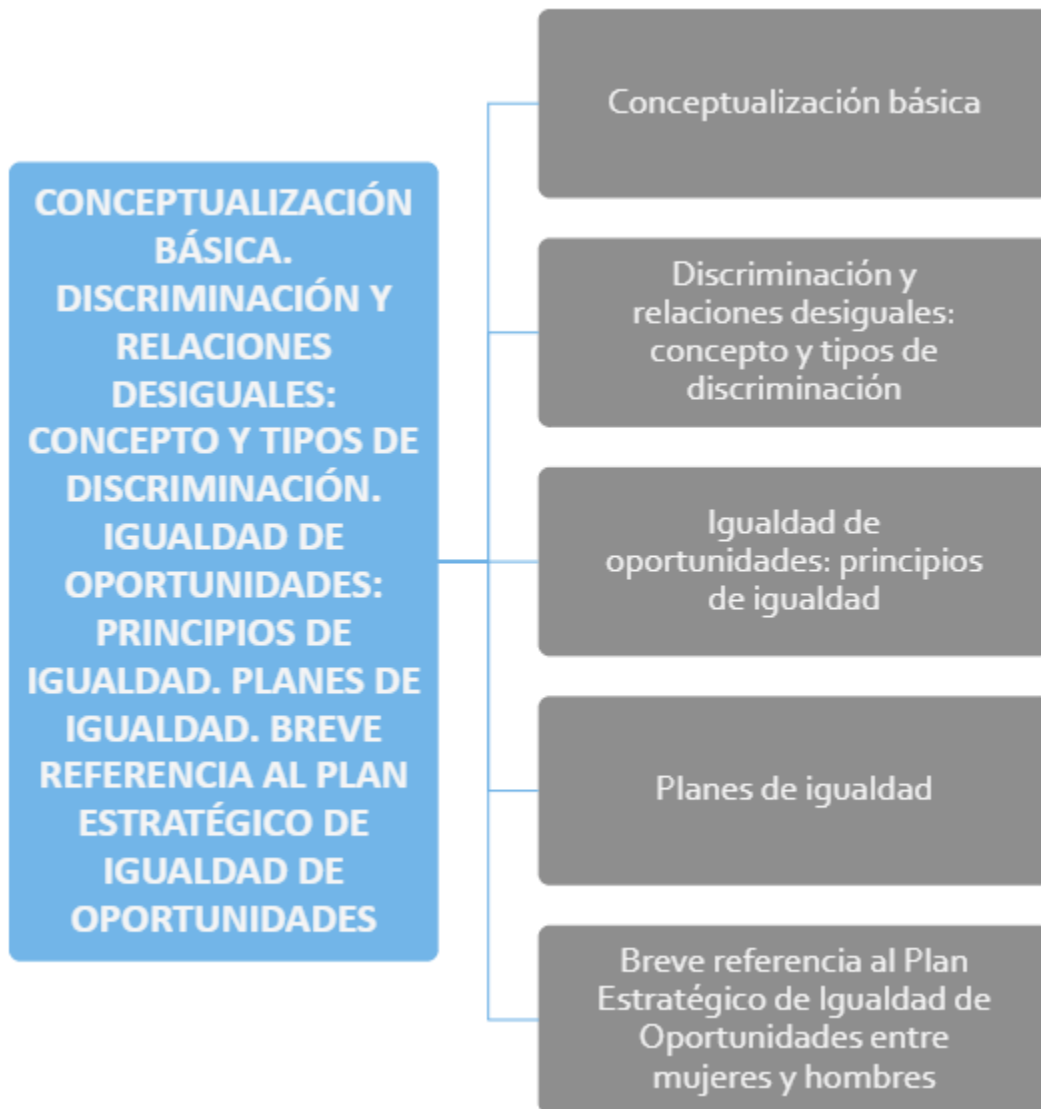 CONCEPTUALIZACIÓN
BÁSICA.
DISCRIMINACIÓN Y
RELACIONES
DESIGUALES:
CONCEPTO Y TIPOS DE
DISCRIMINACIÓN.
IGUALDAD DE
OPORTUNIDADES:
PRINCIPIOS DE
IGUALDAD. PLANES DE
IGUALDAD. BREVE
REFERENCIA AL PLAN
ESTRATÉGICO DE
IGUALDAD DE
OPORTUNIDADES
Conceptualización básica
Discriminación y
relaciones desiguales:
concepto y tipos de
discriminación
Igualdad de
oportunidades: principios
de igualdad
Planes de igualdad
Breve referencia al Plan
Estratégico de Igualdad de
Oportunidades entre
mujeres y hombres